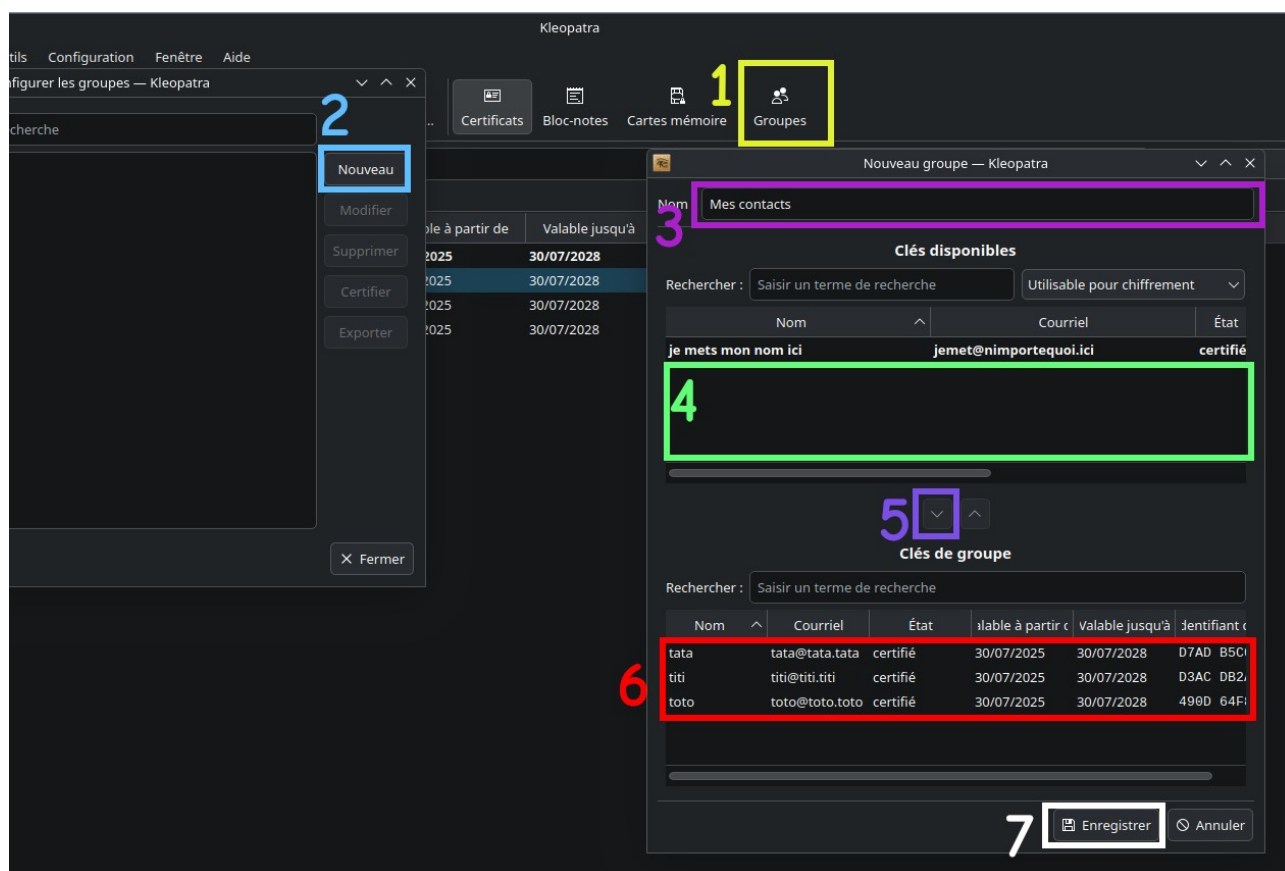 Kleopatra
tils Configuration Fenêtre Aide
nfigurer les groupes — Kleopatra
cherche
2
Nouveau
Modifier
Supprimer
Certifier
Exporter
Fermer
.. Certificats Bloc-notes Cartes mémoire Groupes
1
ble à partir de Valable jusqu'à
2025 30/07/2028
2025 30/07/2028
2025 30/07/2028
2025 30/07/2028
Nouveau groupe — Kleopatra
Nom Mes contacts
3
Clés disponibles
Rechercher : Saisir un terme de recherche Utilisable pour chiffrement
Nom Courriel État
je mets mon nom ici jemet@nimportequoi.ici certifié
4
5
Clés de groupe
Rechercher : Saisir un terme de recherche
Nom Courriel État ılable à partir d Valable jusqu'à dentifiant d
tata tata@tata.tata certifié 30/07/2025 30/07/2028 D7AD B5C
titi titi@titi.titi certifié 30/07/2025 30/07/2028 D3AC DB2
toto toto@toto.toto certifié 30/07/2025 30/07/2028 490D 64F
6
7
Enregistrer Annuler